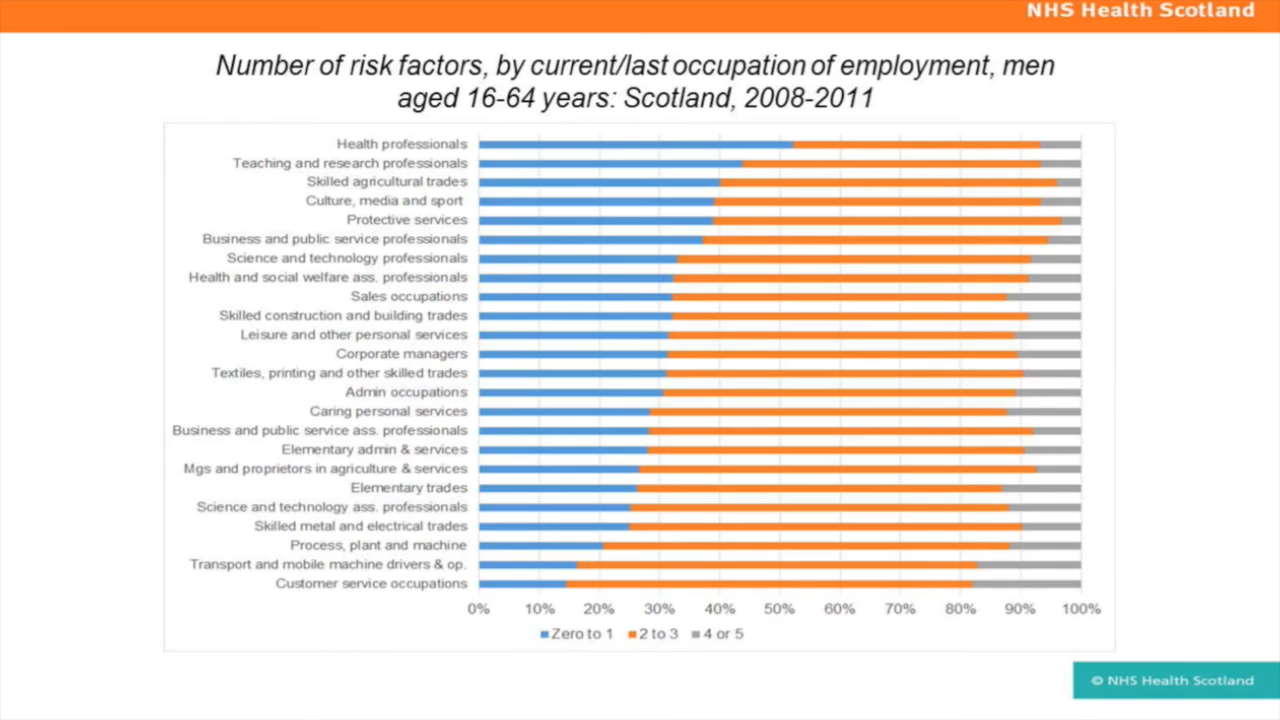 NHS Health Scotland
Number of risk factors, by current/last occupation of employment, men
aged 16-64 years: Scotland, 2008-2011
Health professionals
Teaching and research professionals
Skilled agricultural trades
Culture, media and sport
Protective services
Business and public service professionals
Science and technology professionals
Health and social welfare ass. professionals
Sales occupations
Skilled construction and building trades
Leisure and other personal services
Corporate managers
Textiles, printing and other skilled trades
Admin occupations
Caring personal services
Business and public service ass. professionals
Elementary admin & services
Mgs and proprietors in agriculture & services
Elementary trades
Science and technology ass. professionals
Skilled metal and electrical trades
Process, plant and machine
Transport and mobile machine drivers & op.
Customer service occupations
0% 10% 20% 30% 40% 50% 60% 70% 80% 90% 100%
Zero to 1 2 to 3 4 or 5
© NHS Health Scotland